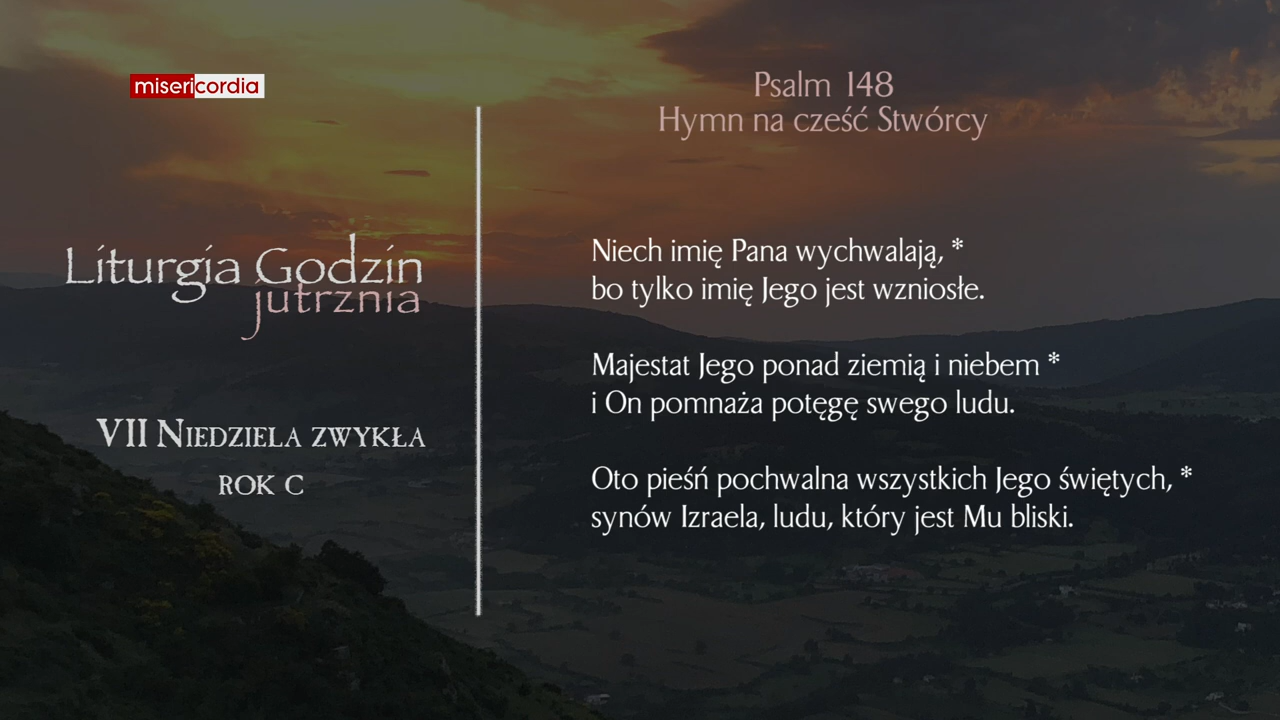 misericordia
Liturgia Godzin
jutrznia
VII Niedziela zwykła
rok C
Psalm 148
Hymn na cześć Stwórcy
Niech imię Pana wychwalają, *
bo tylko imię Jego jest wzniosłe.
Majestat Jego ponad ziemią i niebem *
i On pomnaża potęgę swego ludu.
Oto pieśń pochwalna wszystkich Jego świętych, *
synów Izraela, ludu, który jest Mu bliski.